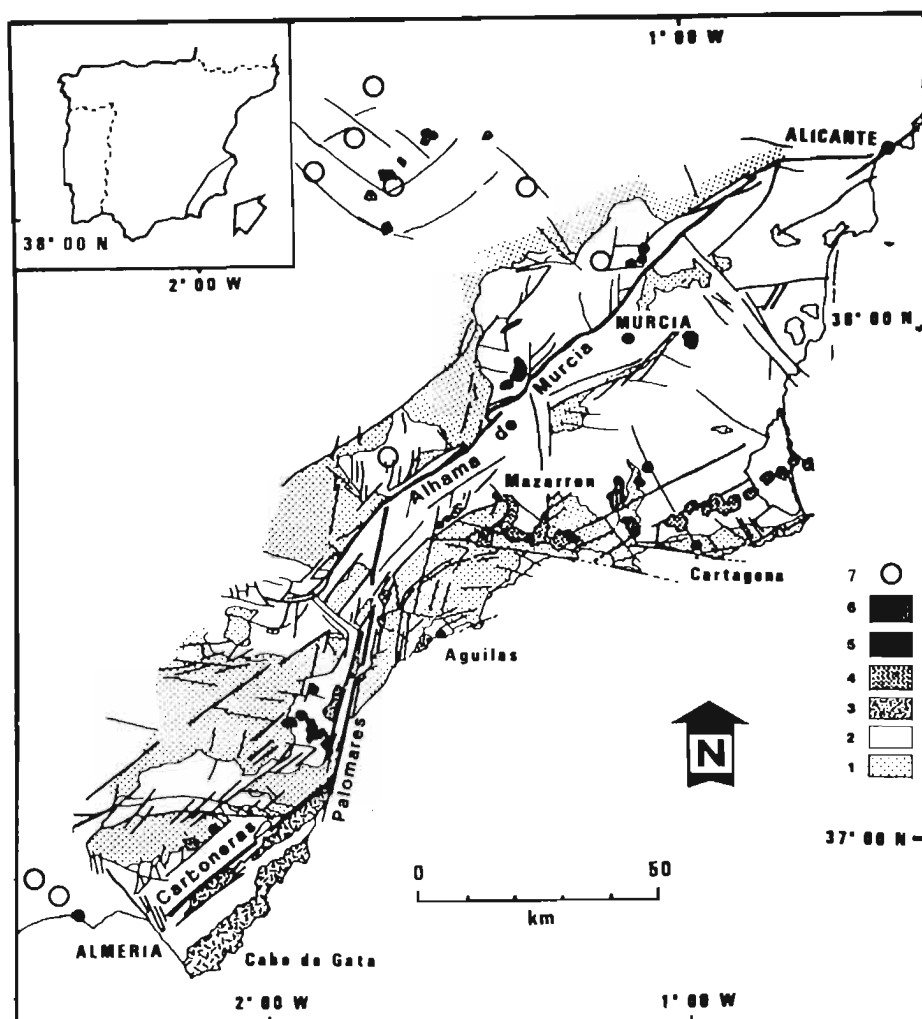 1° 00 W
ALICANTE
38° 00 N
2° 00 W
38° 00 N
MURCIA
Alhama de Murcia
Mazarron
Cartagena
7
6
5
4
3
2
1
Aguilas
N
Palomares
Carboneras
37° 00 N
0 50
km
ALMERIA
Cabo de Gata
2° 00 W
1° 00 W